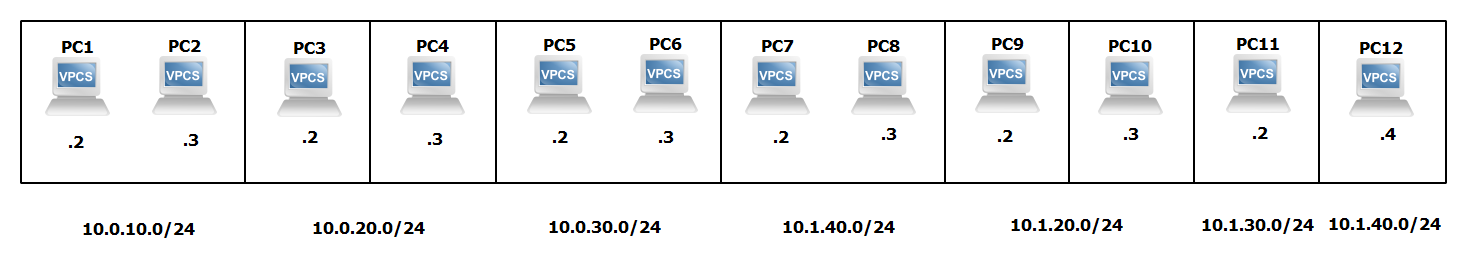 PC1 PC2 PC3 PC4 PC5 PC6 PC7 PC8 PC9 PC10 PC11 PC12
VPCS VPCS VPCS VPCS VPCS VPCS VPCS VPCS VPCS VPCS VPCS VPCS
.2 .3 .2 .3 .2 .3 .2 .3 .2 .3 .2 .4
10.0.10.0/24 10.0.20.0/24 10.0.30.0/24 10.1.40.0/24 10.1.20.0/24 10.1.30.0/24 10.1.40.0/24